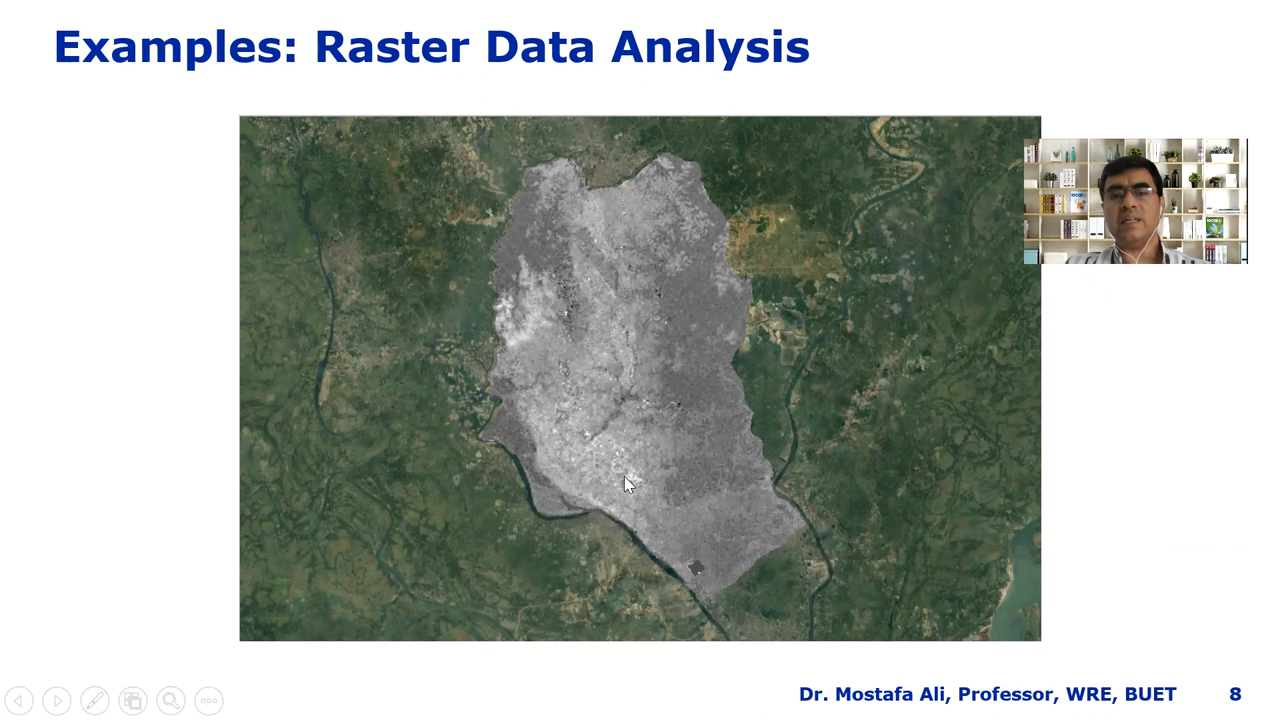 Examples: Raster Data Analysis
Dr. Mostafa Ali, Professor, WRE, BUET
8